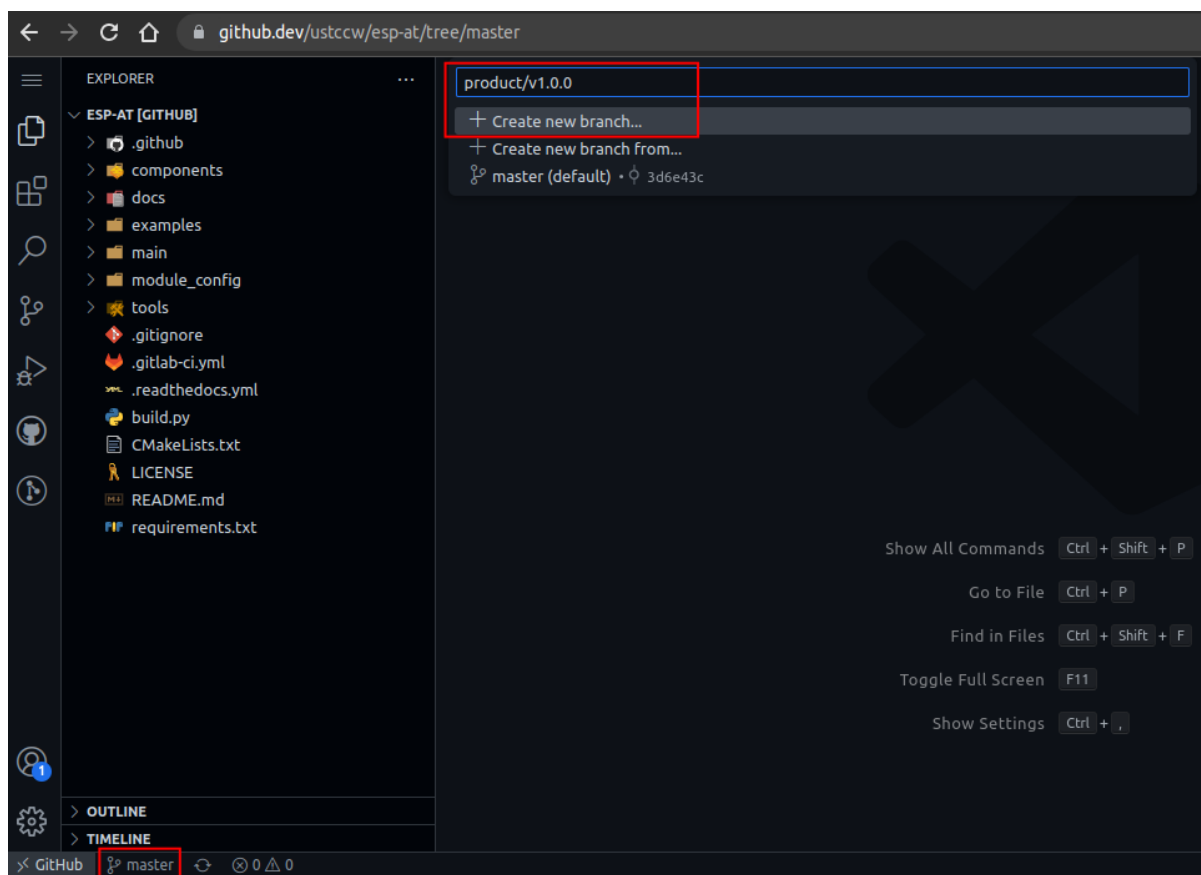 github.dev/ustccw/esp-at/tree/master
EXPLORER
ESP-AT [GITHUB]
.github
components
docs
examples
main
module_config
tools
.gitignore
.gitlab-ci.yml
.readthedocs.yml
build.py
CMakeLists.txt
LICENSE
README.md
requirements.txt
product/v1.0.0
+ Create new branch...
+ Create new branch from...
master (default) • 3d6e43c
Show All Commands Ctrl + Shift + P
Go to File Ctrl + P
Find in Files Ctrl + Shift + F
Toggle Full Screen F11
Show Settings Ctrl + ,
1
OUTLINE
TIMELINE
GitHub master 0 0